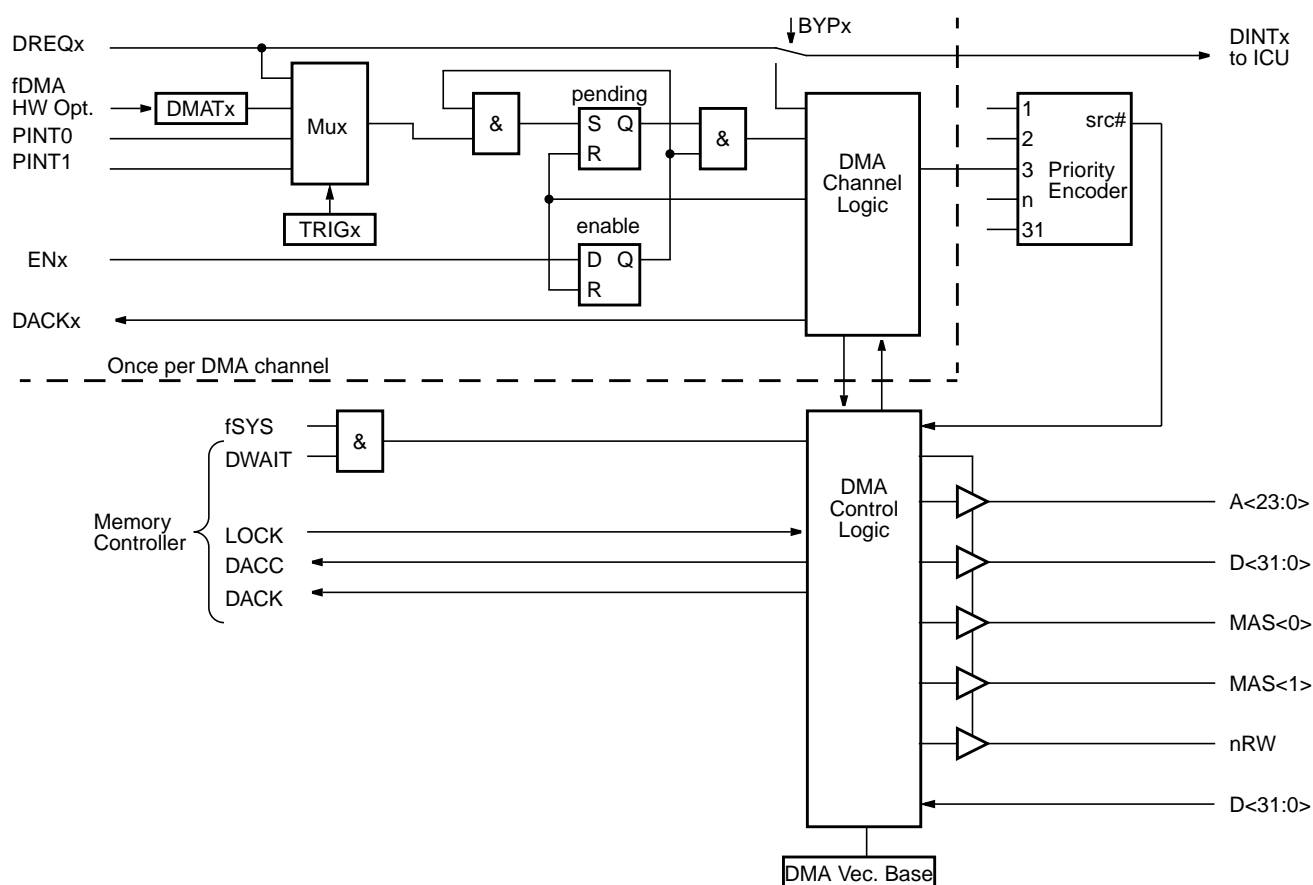 BYPx
DREQx
DINTx
to ICU
fDMA
HW Opt.
DMATx
Mux
PINT0
PINT1
TRIGx
&
pending
S Q
R
&
enable
D Q
R
ENx
DACKx
DMA
Channel
Logic
1
2
3
n
31
src#
Priority
Encoder
Once per DMA channel
fSYS
DWAIT
&
Memory
Controller
LOCK
DACC
DACK
DMA
Control
Logic
A<23:0>
D<31:0>
MAS<0>
MAS<1>
nRW
D<31:0>
DMA Vec. Base